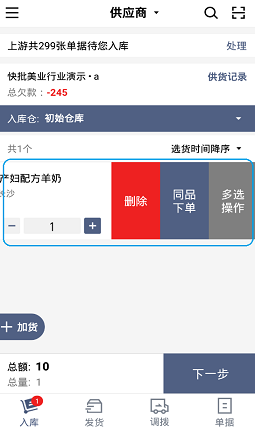 供应商
上游共299张单据待您入库 处理
快批美业行业演示·a 供货记录
总欠款：-245
入库仓：初始仓库
共1个 选货时间降序
产妇配方羊奶
长沙
1
删除
同品
下单
多选
操作
加货
总额：10
总量：1
下一步
1
入库 发货 调拨 单据